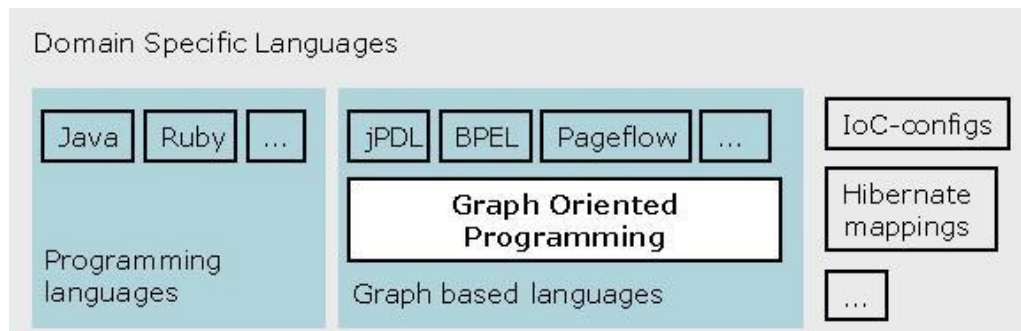 Domain Specific Languages
Java Ruby ...
Programming
languages
jPDL BPEL Pageflow ...
Graph Oriented
Programming
Graph based languages
IoC-configs
Hibernate
mappings
...